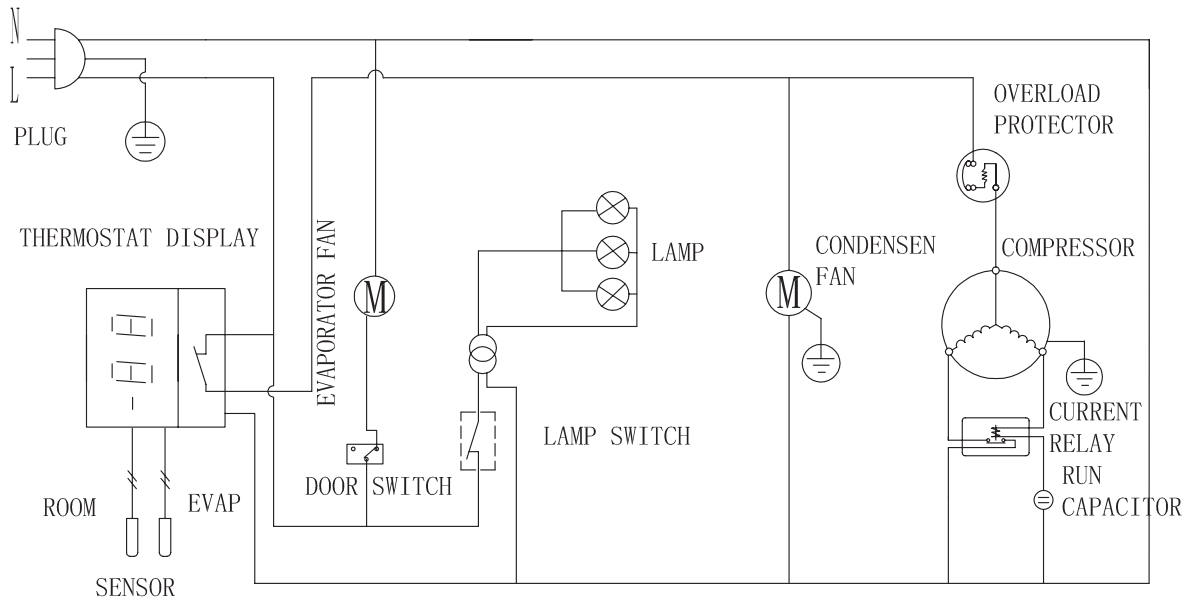 N
L
PLUG
OVERLOAD
PROTECTOR
THERMOSTAT DISPLAY
EVAPORATOR FAN
M
LAMP
CONDENSEN
FAN
M
COMPRESSOR
LAMP SWITCH
DOOR SWITCH
CURRENT
RELAY
RUN
CAPACITOR
ROOM
EVAP
SENSOR